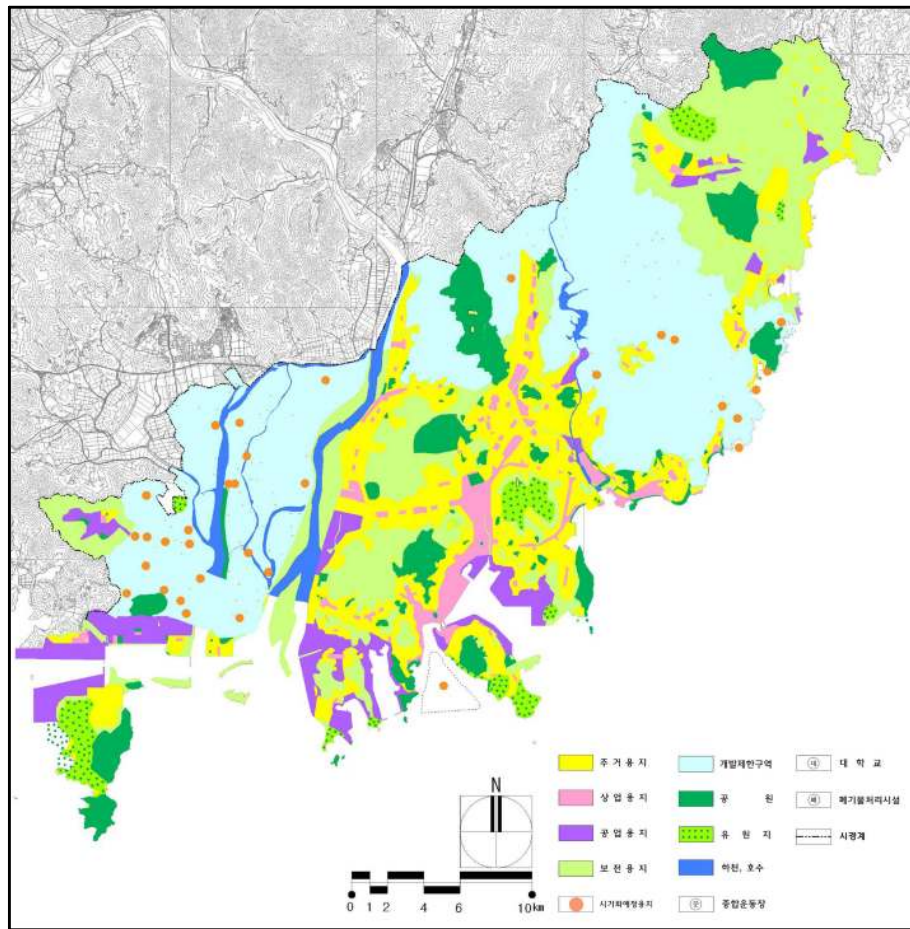 N
0 1 2 4 6 10km
주 거 용 지
상 업 용 지
공 업 용 지
보 전 용 지
시가화예정용지
개발제한구역
공 원
유 원 지
하천, 호수
종합운동장
대 학 교
폐기물처리시설
시경계